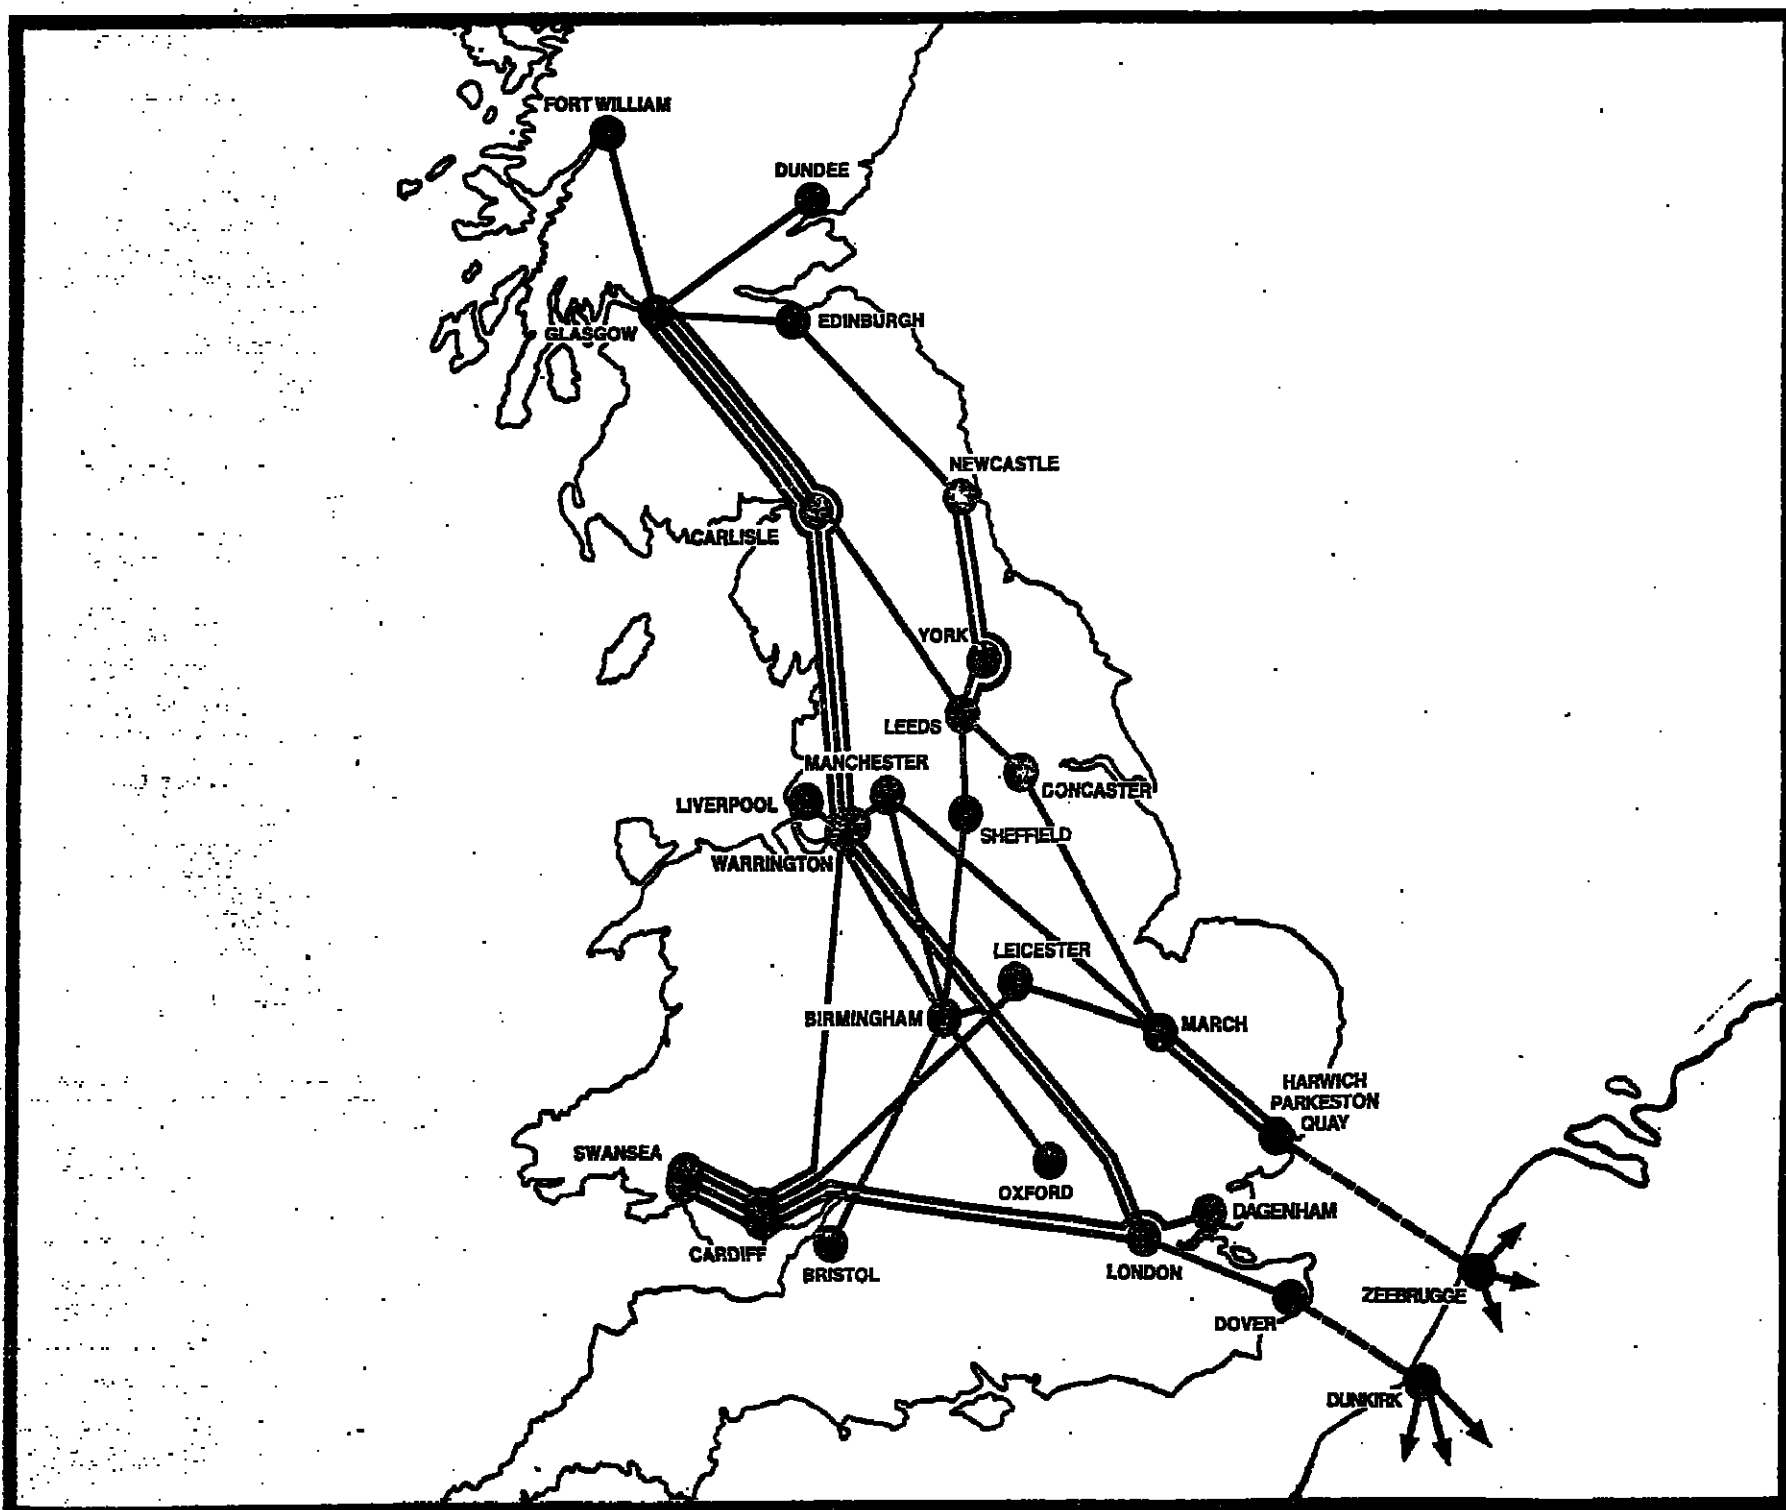 FORT WILLIAM
DUNDEE
EDINBURGH
GLASGOW
NEWCASTLE
CARLISLE
YORK
LEEDS
MANCHESTER
DONCASTER
LIVERPOOL
SHEFFIELD
WARRINGTON
LEICESTER
BIRMINGHAM
MARCH
HARWICH
PARKESTON
QUAY
SWANSEA
OXFORD
DAGENHAM
CARDIFF
BRISTOL
LONDON
ZEEBRUGGE
DOVER
DUNKIRK